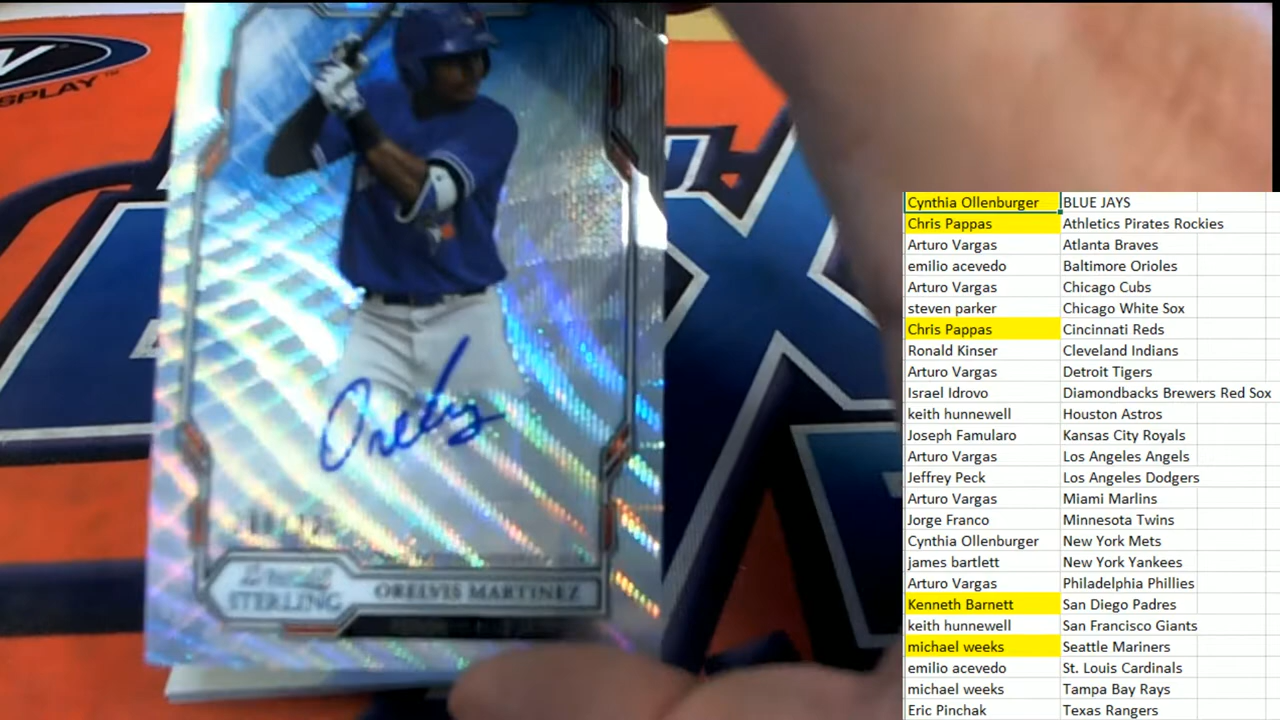 SPLAY™
Orelvis
STERLING
ORELVIS MARTINEZ
Cynthia Ollenburger BLUE JAYS
Chris Pappas Athletics Pirates Rockies
Arturo Vargas Atlanta Braves
emilio acevedo Baltimore Orioles
Arturo Vargas Chicago Cubs
steven parker Chicago White Sox
Chris Pappas Cincinnati Reds
Ronald Kinser Cleveland Indians
Arturo Vargas Detroit Tigers
Israel Idrovo Diamondbacks Brewers Red Sox
keith hunnewell Houston Astros
Joseph Famularo Kansas City Royals
Arturo Vargas Los Angeles Angels
Jeffrey Peck Los Angeles Dodgers
Arturo Vargas Miami Marlins
Jorge Franco Minnesota Twins
Cynthia Ollenburger New York Mets
james bartlett New York Yankees
Arturo Vargas Philadelphia Phillies
Kenneth Barnett San Diego Padres
keith hunnewell San Francisco Giants
michael weeks Seattle Mariners
emilio acevedo St. Louis Cardinals
michael weeks Tampa Bay Rays
Eric Pinchak Texas Rangers